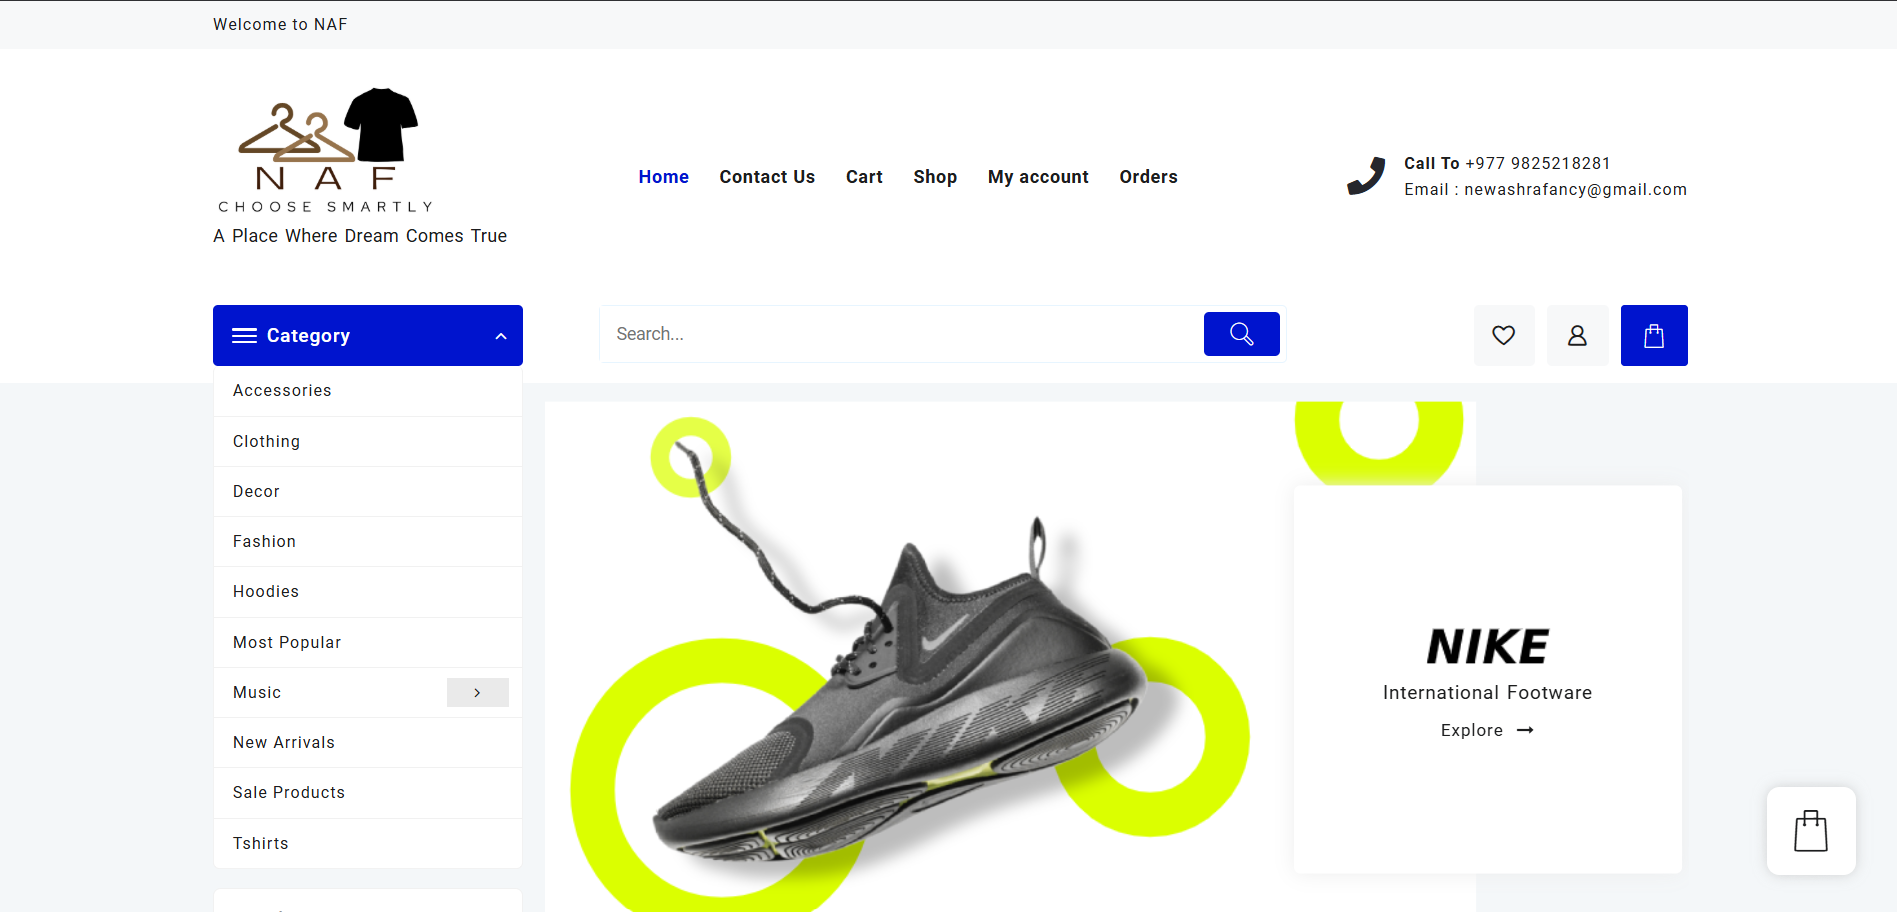 Welcome to NAF
N A F
CHOOSE SMARTLY
A Place Where Dream Comes True
Home Contact Us Cart Shop My account Orders
Call To +977 9825218281
Email : newashrafancy@gmail.com
Category
Search...
Accessories
Clothing
Decor
Fashion
Hoodies
Most Popular
Music
New Arrivals
Sale Products
Tshirts
NIKE
International Footware
Explore